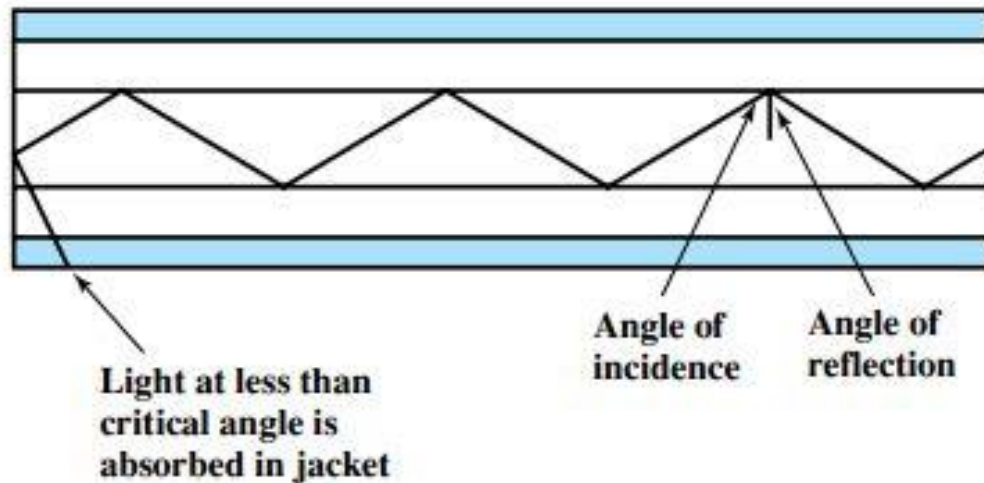 Angle of
incidence
Angle of
reflection
Light at less than
critical angle is
absorbed in jacket